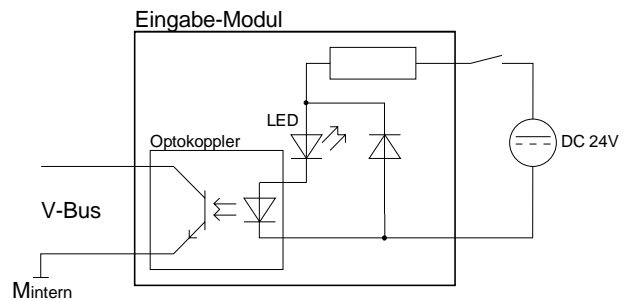 Eingabe-Modul
LED
Optokoppler
DC 24V
V-Bus
Mintern